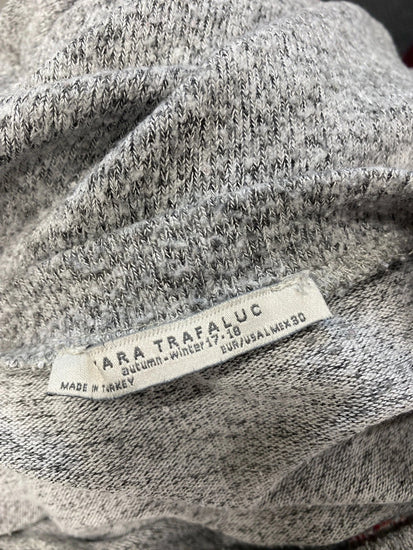 ARA TRAFALUC
autumn-winter 17-18
EUR/USA L MEX 30
MADE IN TURKEY